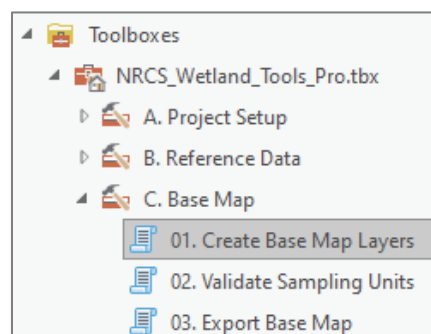 Toolboxes
NRCS_Wetland_Tools_Pro.tbx
A. Project Setup
B. Reference Data
C. Base Map
01. Create Base Map Layers
02. Validate Sampling Units
03. Export Base Map